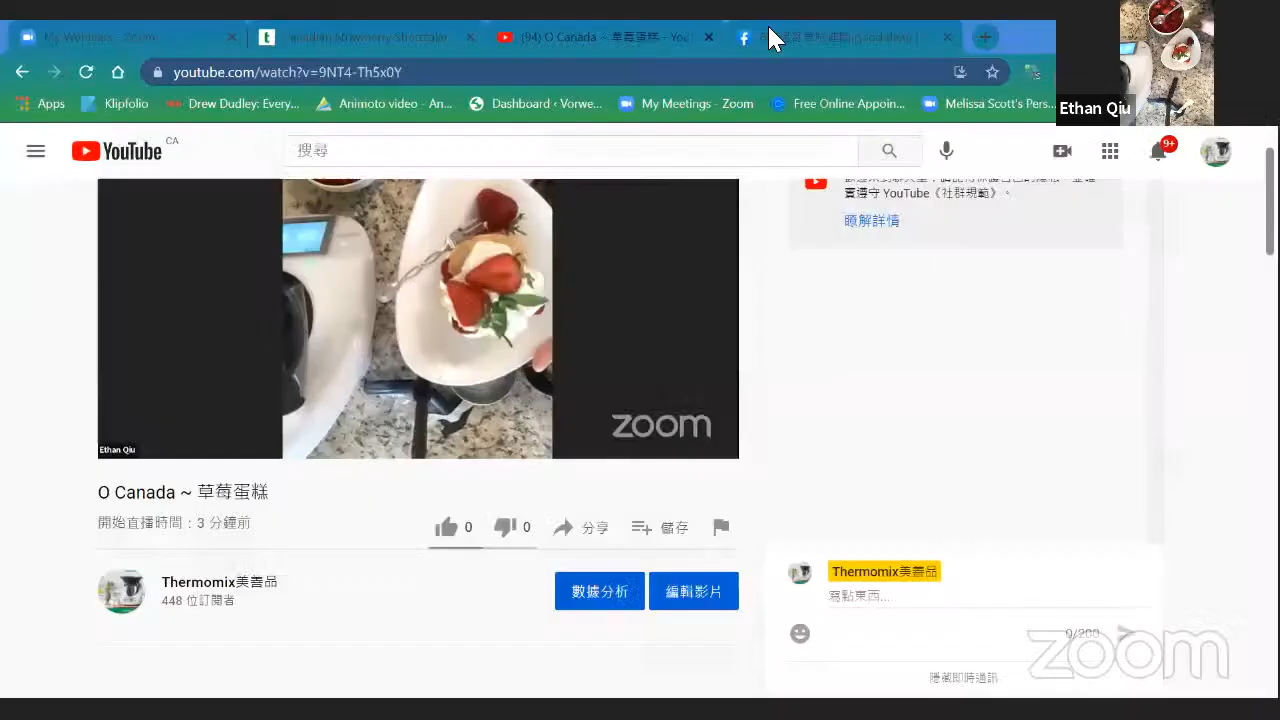 My Webinars - Zoom
(94) O Canada ~ 草莓蛋糕 - You
Ethan Qiu
youtube.com/watch?v=9NT4-Th5x0Y
Apps
Klipfolio
Drew Dudley: Every...
Animoto video - An...
Dashboard ‹ Vorwe...
My Meetings - Zoom
Free Online Appoin...
Melissa Scott's Pers...
YouTube CA
搜尋
9+
賓遵守 YouTube《社群規範》。
瞭解詳情
zoom
Ethan Qiu
O Canada ~ 草莓蛋糕
開始直播時間：3 分鐘前
0
0
分享
儲存
Thermomix美善品
448 位訂閱者
數據分析
編輯影片
Thermomix美善品
寫點東西...
0/200
zoom
隱藏即時通訊